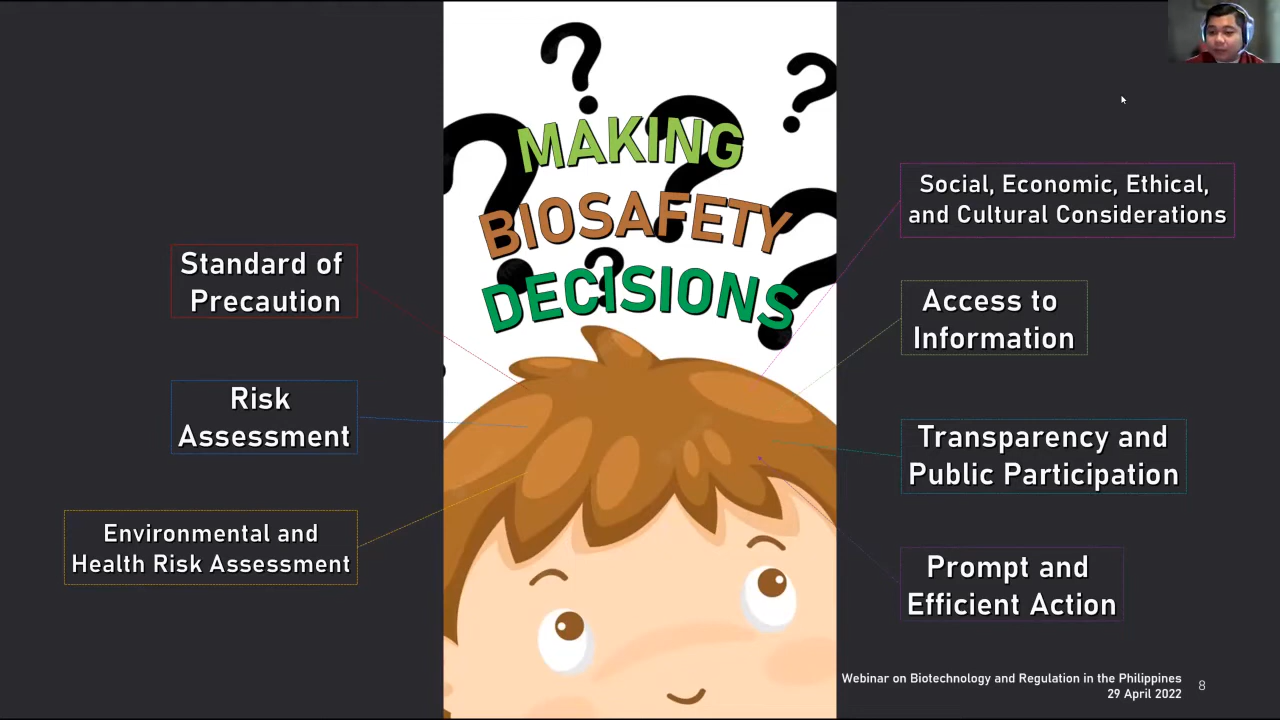 MAKING
BIOSAFETY
DECISIONS
Standard of
Precaution
Risk
Assessment
Environmental and
Health Risk Assessment
Social, Economic, Ethical,
and Cultural Considerations
Access to
Information
Transparency and
Public Participation
Prompt and
Efficient Action
Webinar on Biotechnology and Regulation in the Philippines
29 April 2022
8